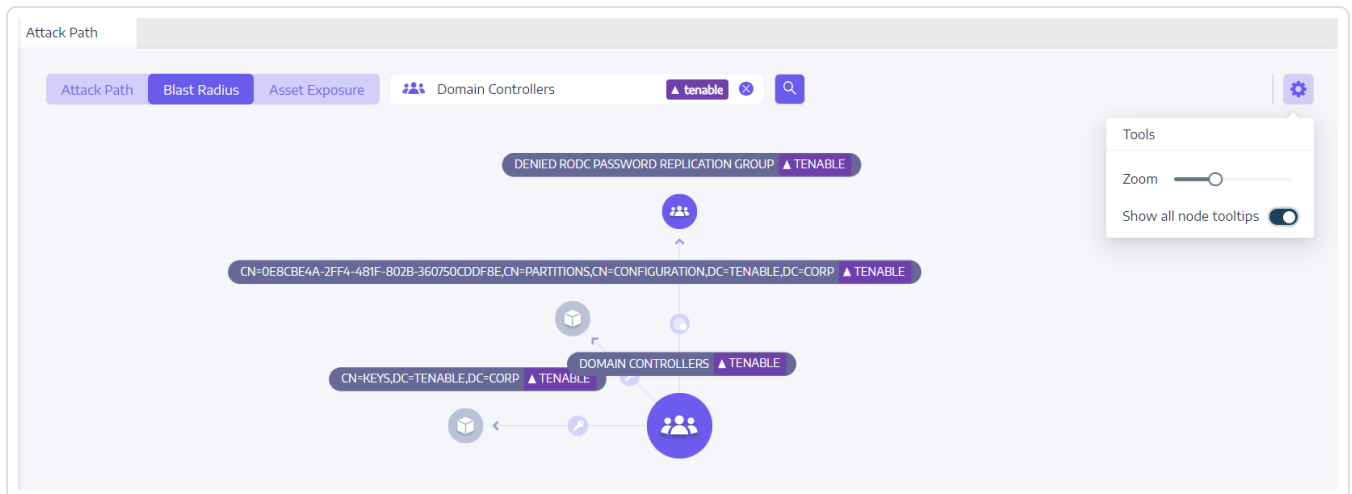 Attack Path
Attack Path Blast Radius Asset Exposure Domain Controllers tenable
Tools
Zoom
Show all node tooltips
DENIED RODC PASSWORD REPLICATION GROUP TENABLE
CN=0E8CBE4A-2FF4-481F-802B-360750CDDF8E,CN=PARTITIONS,CN=CONFIGURATION,DC=TENABLE,DC=CORP TENABLE
DOMAIN CONTROLLERS TENABLE
CN=KEYS,DC=TENABLE,DC=CORP TENABLE